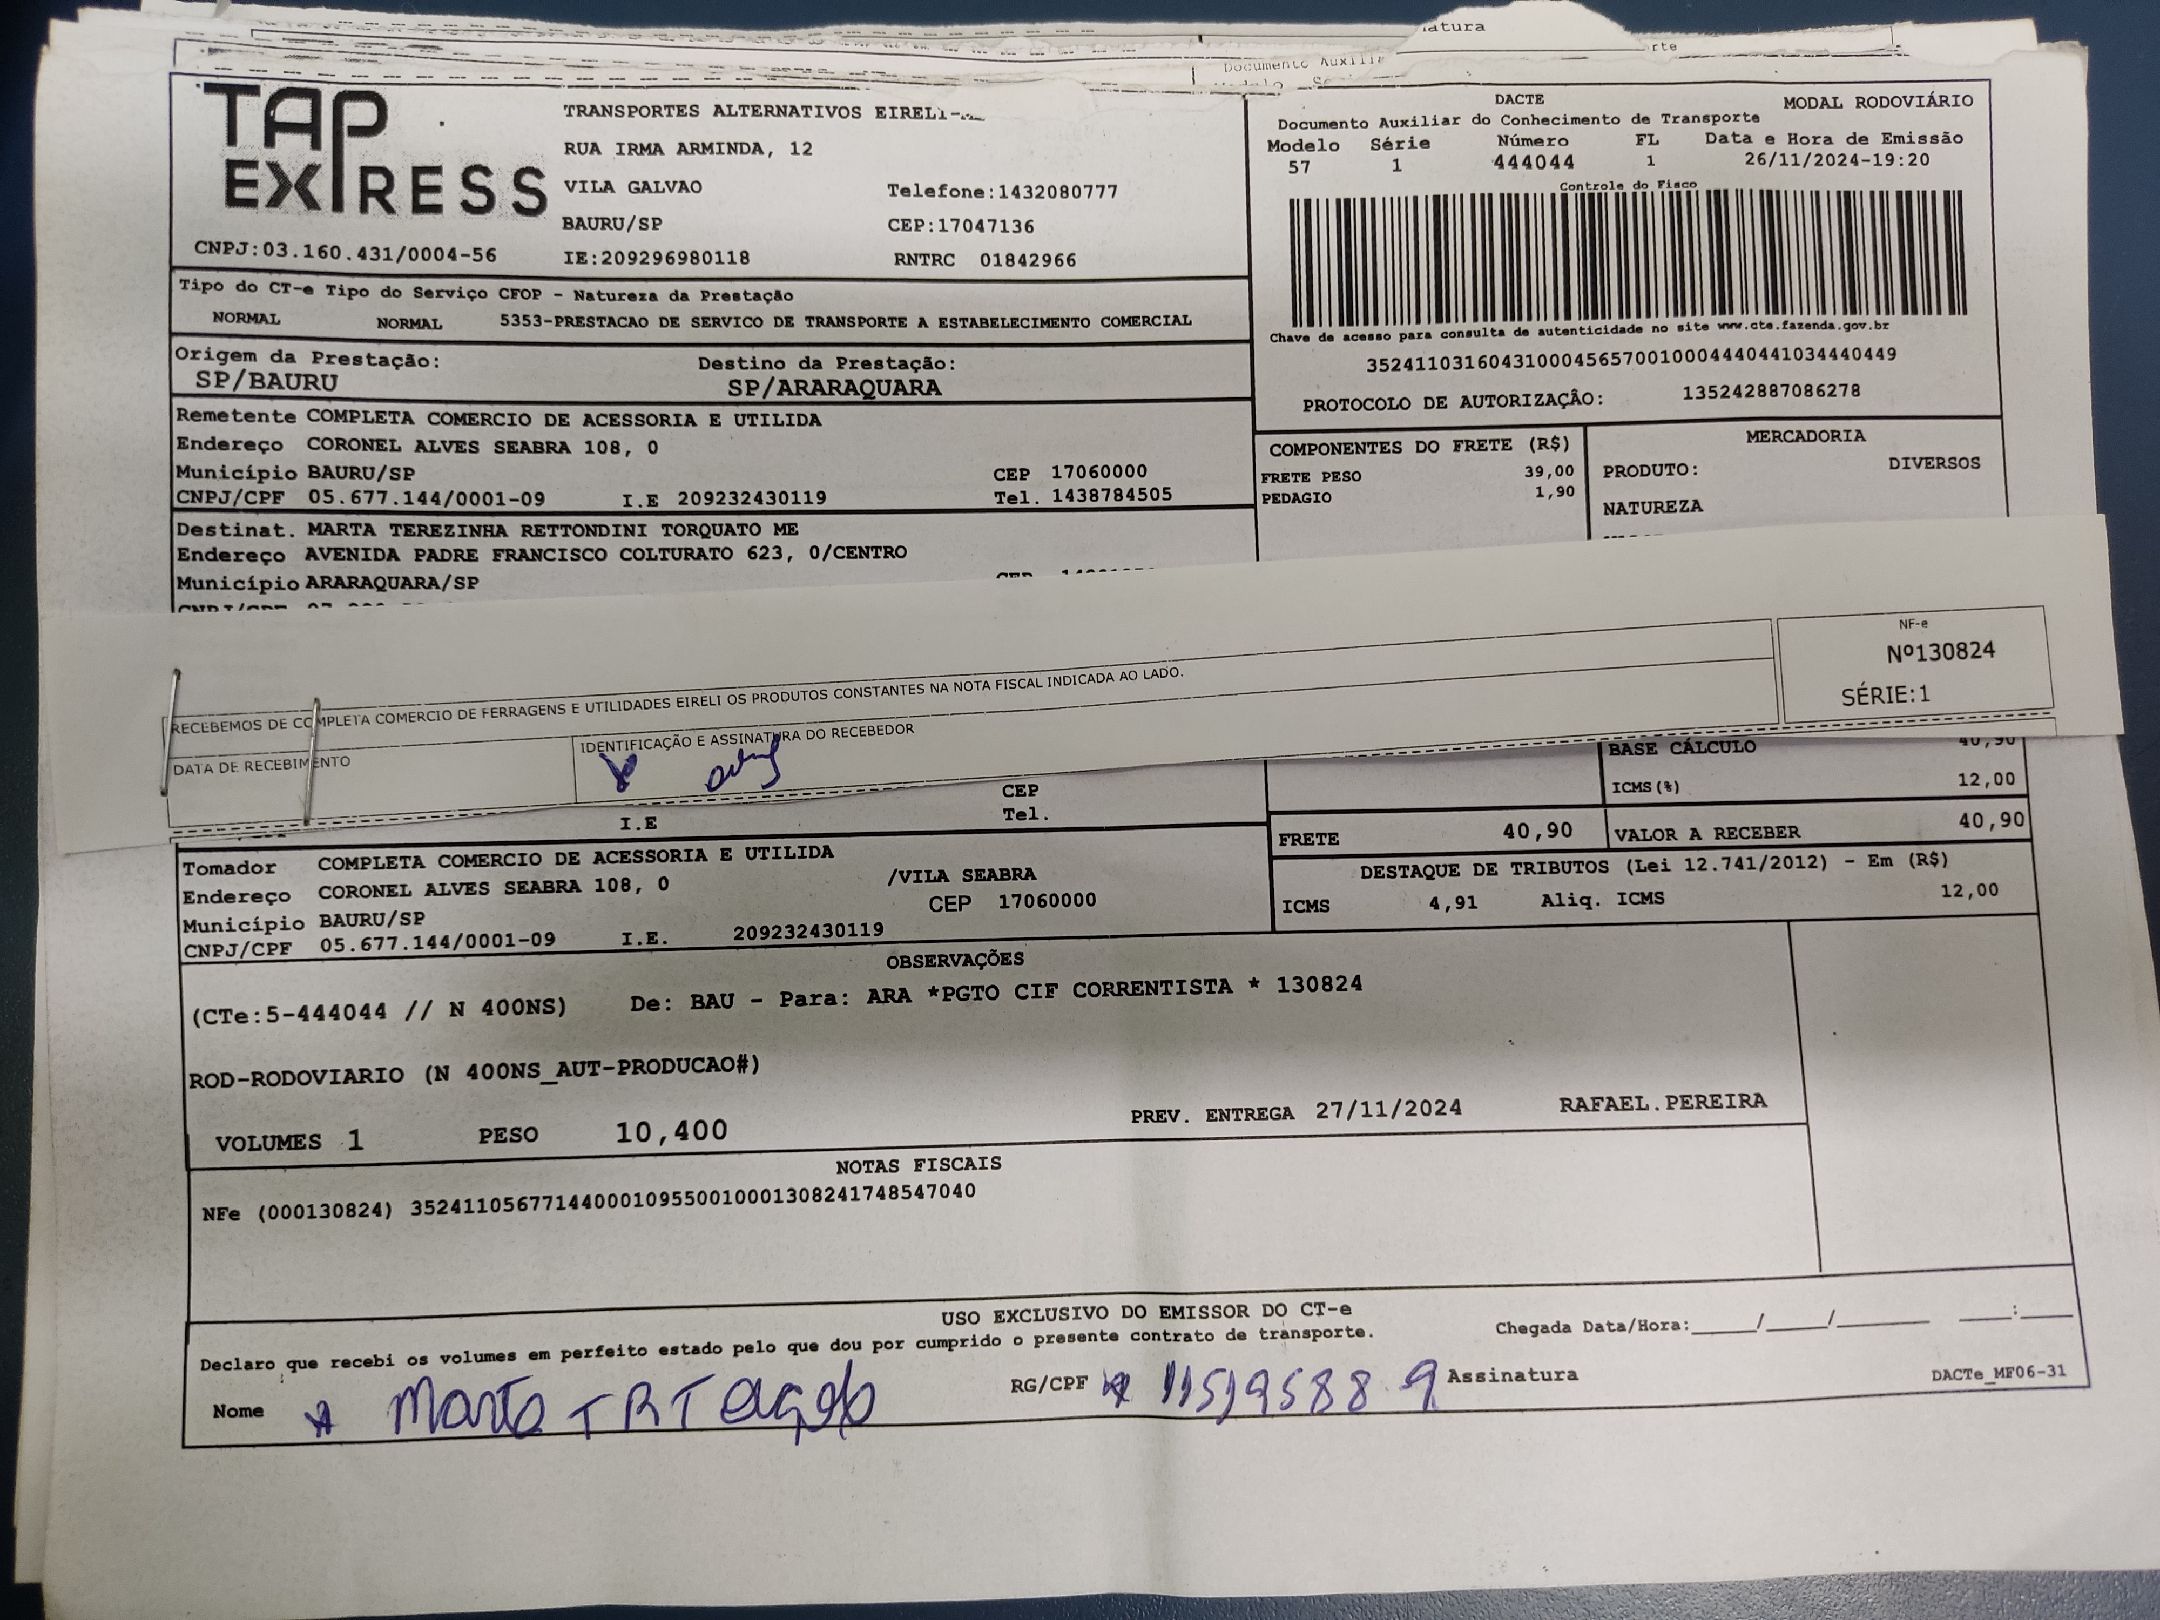 atura
rte
Documento Auxili
TAP EXPRESS
TRANSPORTES ALTERNATIVOS EIRELI-
RUA IRMA ARMINDA, 12
VILA GALVAO Telefone:1432080777
BAURU/SP CEP:17047136
CNPJ:03.160.431/0004-56 IE:209296980118 RNTRC 01842966
DACTE MODAL RODOVIÁRIO
Documento Auxiliar do Conhecimento de Transporte
Modelo Série Número FL Data e Hora de Emissão
57 1 444044 1 26/11/2024-19:20
Controle do Fisco
Chave de acesso para consulta de autenticidade no site www.cte.fazenda.gov.br
35241103160431000456570010004440441034440449
PROTOCOLO DE AUTORIZAÇÃO: 135242887086278
Tipo do CT-e Tipo do Serviço CFOP - Natureza da Prestação
NORMAL NORMAL 5353-PRESTACAO DE SERVICO DE TRANSPORTE A ESTABELECIMENTO COMERCIAL
Origem da Prestação: Destino da Prestação:
SP/BAURU SP/ARARAQUARA
Remetente COMPLETA COMERCIO DE ACESSORIA E UTILIDA
Endereço CORONEL ALVES SEABRA 108, 0
Município BAURU/SP CEP 17060000
CNPJ/CPF 05.677.144/0001-09 I.E 209232430119 Tel. 1438784505
COMPONENTES DO FRETE (R$)
FRETE PESO 39,00
PEDAGIO 1,90
MERCADORIA
PRODUTO: DIVERSOS
NATUREZA
Destinat. MARTA TEREZINHA RETTONDINI TORQUATO ME
Endereço AVENIDA PADRE FRANCISCO COLTURATO 623, 0/CENTRO
Município ARARAQUARA/SP
RECEBEMOS DE COMPLETA COMERCIO DE FERRAGENS E UTILIDADES EIRELI OS PRODUTOS CONSTANTES NA NOTA FISCAL INDICADA AO LADO.
NF-e
Nº130824
SÉRIE:1
DATA DE RECEBIMENTO IDENTIFICAÇÃO E ASSINATURA DO RECEBEDOR
CEP
I.E Tel.
BASE CÁLCULO 40,90
ICMS(%) 12,00
FRETE 40,90 VALOR A RECEBER 40,90
Tomador COMPLETA COMERCIO DE ACESSORIA E UTILIDA
Endereço CORONEL ALVES SEABRA 108, 0 /VILA SEABRA
Município BAURU/SP CEP 17060000
CNPJ/CPF 05.677.144/0001-09 I.E. 209232430119
DESTAQUE DE TRIBUTOS (Lei 12.741/2012) - Em (R$)
ICMS 4,91 Aliq. ICMS 12,00
OBSERVAÇÕES
(CTe:5-444044 // N 400NS) De: BAU - Para: ARA *PGTO CIF CORRENTISTA * 130824
ROD-RODOVIARIO (N 400NS_AUT-PRODUCAO#)
VOLUMES 1 PESO 10,400 PREV. ENTREGA 27/11/2024 RAFAEL.PEREIRA
NOTAS FISCAIS
NFe (000130824) 35241105677144000109550010001308241748547040
USO EXCLUSIVO DO EMISSOR DO CT-e
Declaro que recebi os volumes em perfeito estado pelo que dou por cumprido o presente contrato de transporte.
Chegada Data/Hora:_____/_____/_______ ____:____
Nome Marta T R T RG/CPF 11519588 9 Assinatura
DACTe_MF06-31